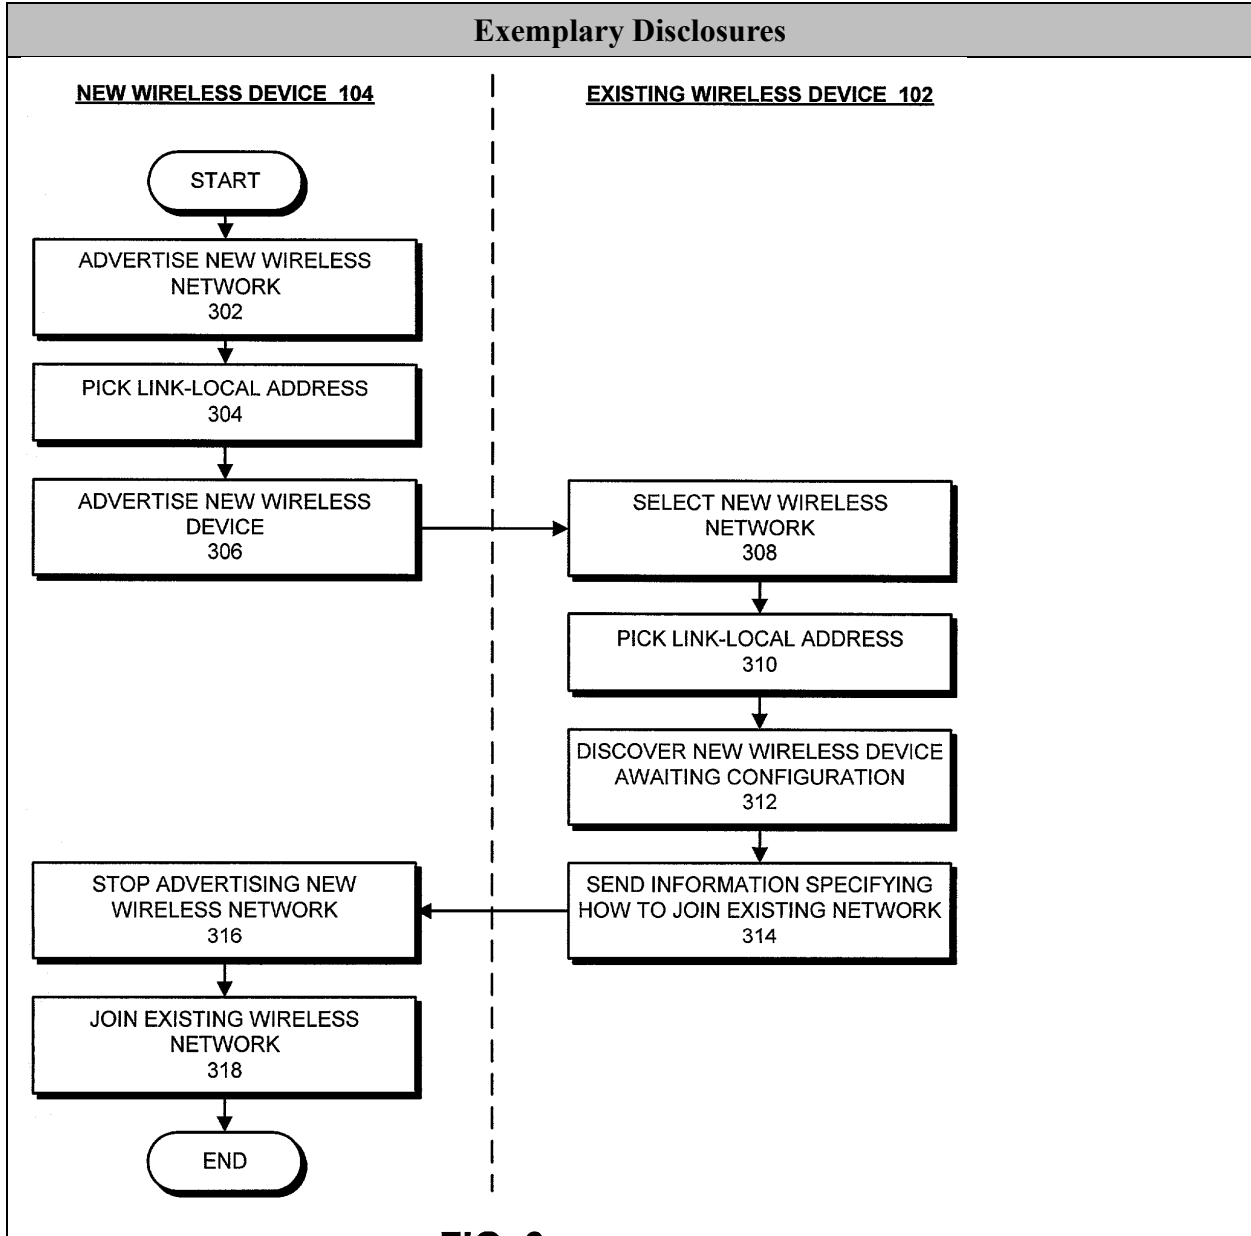 Exemplary Disclosures
NEW WIRELESS DEVICE 104
EXISTING WIRELESS DEVICE 102
START
ADVERTISE NEW WIRELESS
NETWORK
302
PICK LINK-LOCAL ADDRESS
304
ADVERTISE NEW WIRELESS
DEVICE
306
SELECT NEW WIRELESS
NETWORK
308
PICK LINK-LOCAL ADDRESS
310
DISCOVER NEW WIRELESS DEVICE
AWAITING CONFIGURATION
312
SEND INFORMATION SPECIFYING
HOW TO JOIN EXISTING NETWORK
314
STOP ADVERTISING NEW
WIRELESS NETWORK
316
JOIN EXISTING WIRELESS
NETWORK
318
END